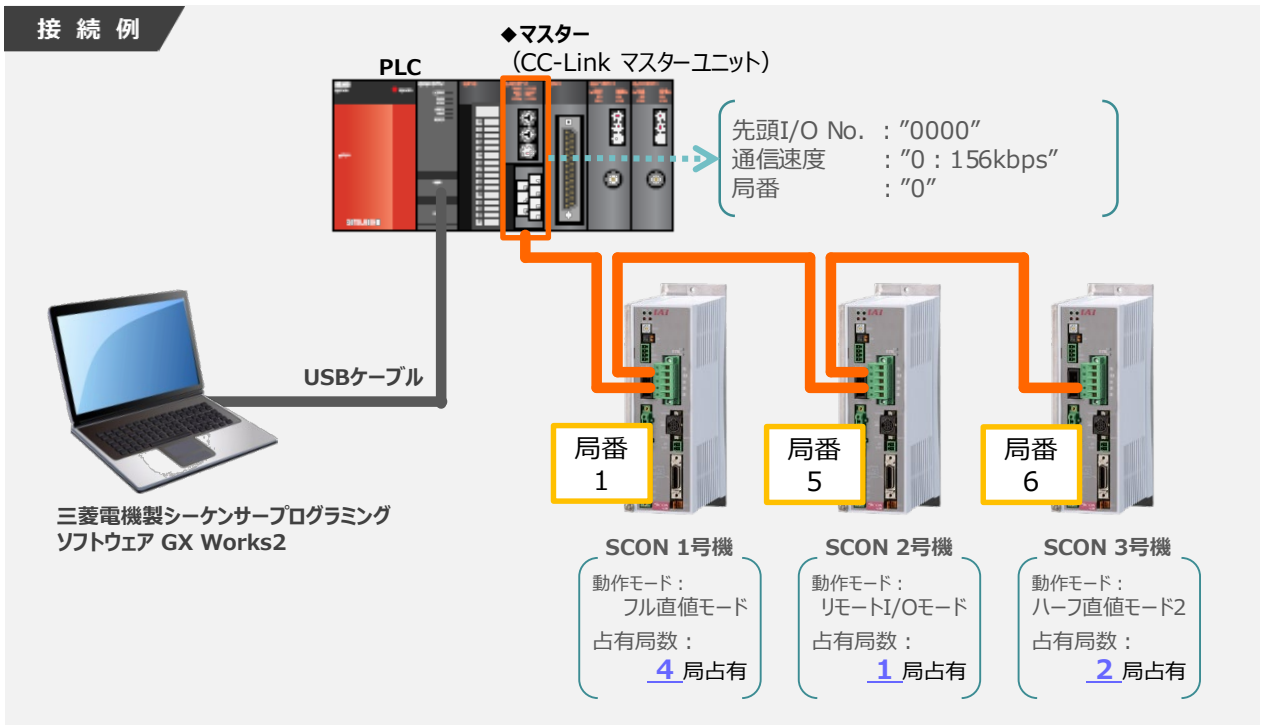 接 続 例
◆マスター
（CC-Link マスターユニット）
PLC
先頭I/O No. ：”0000”
通信速度 ：”0：156kbps”
局番 ：”0”
USBケーブル
三菱電機製シーケンサープログラミング
ソフトウェア GX Works2
IAI
IAI
IAI
局番
1
局番
5
局番
6
SCON 1号機
動作モード：
フル直値モード
占有局数：
4 局占有
SCON 2号機
動作モード：
リモートI/Oモード
占有局数：
1 局占有
SCON 3号機
動作モード：
ハーフ直値モード2
占有局数：
2 局占有